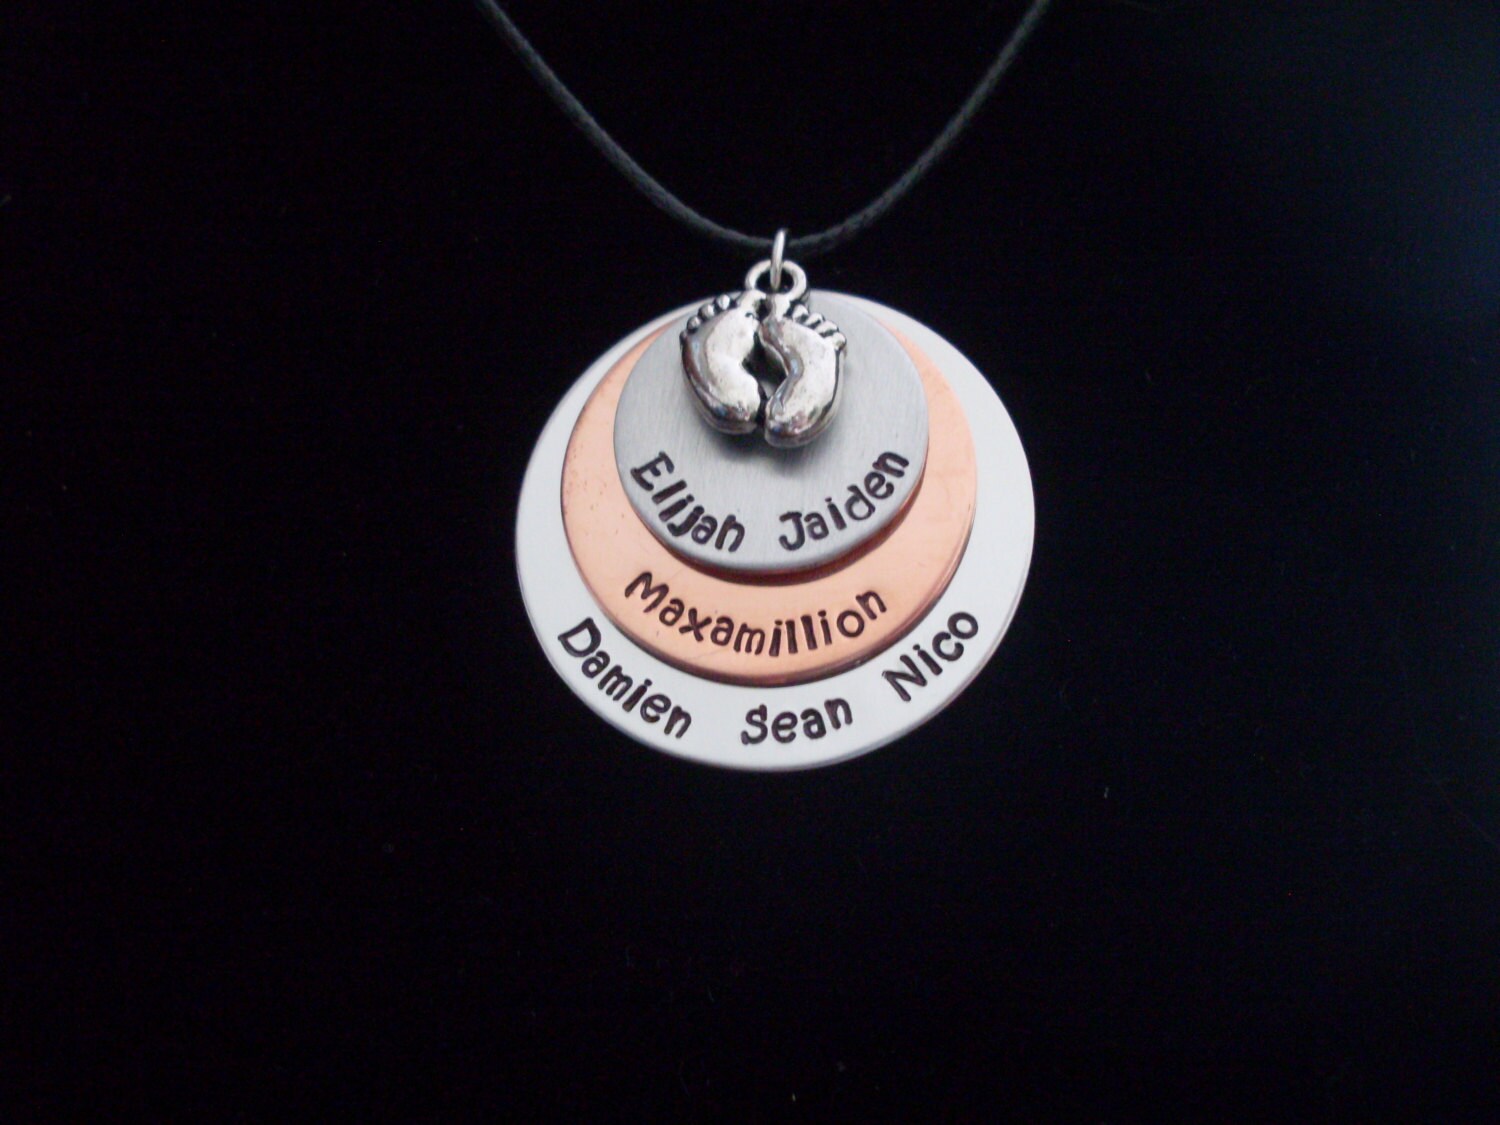 Elijah Jaiden
Maxamillion
Damien Sean Nico